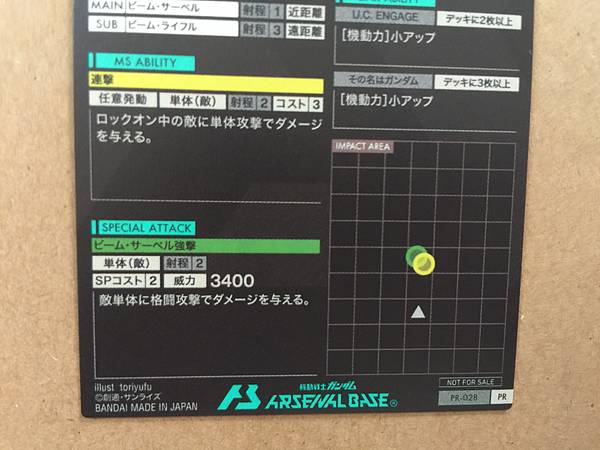 MAIN ビーム・サーベル 射程 1 近距離
SUB ビーム・ライフル 射程 3 遠距離
MS ABILITY
連撃
任意発動 単体(敵) 射程 2 コスト 3
ロックオン中の敵に単体攻撃でダメージ
を与える。
SPECIAL ATTACK
ビーム・サーベル強撃
単体(敵) 射程 2
SPコスト 2 威力 3400
敵単体に格闘攻撃でダメージを与える。
U.C. ENGAGE デッキに2枚以上
[機動力]小アップ
その名はガンダム デッキに3枚以上
[機動力]小アップ
IMPACT AREA
illust toriyufu
©創通・サンライズ
BANDAI MADE IN JAPAN
機動戦士ガンダム
ARSENAL BASE®
NOT FOR SALE
PR-028 PR